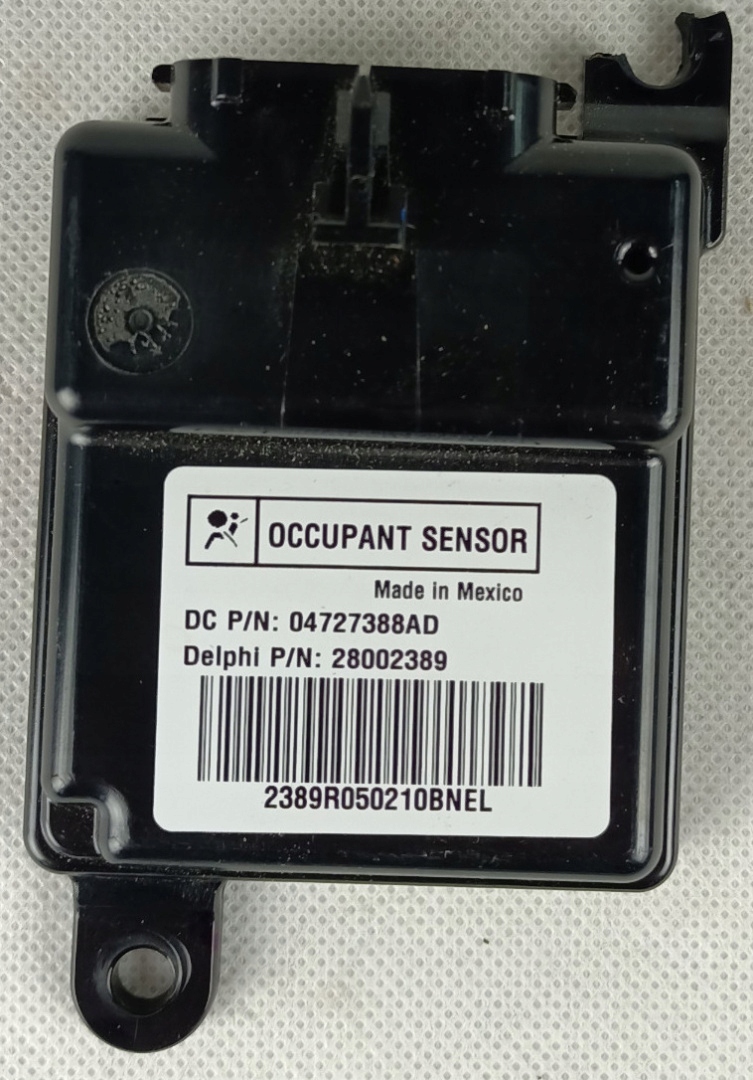 OCCUPANT SENSOR
Made in Mexico
DC P/N: 04727388AD
Delphi P/N: 28002389
2389R050210BNEL